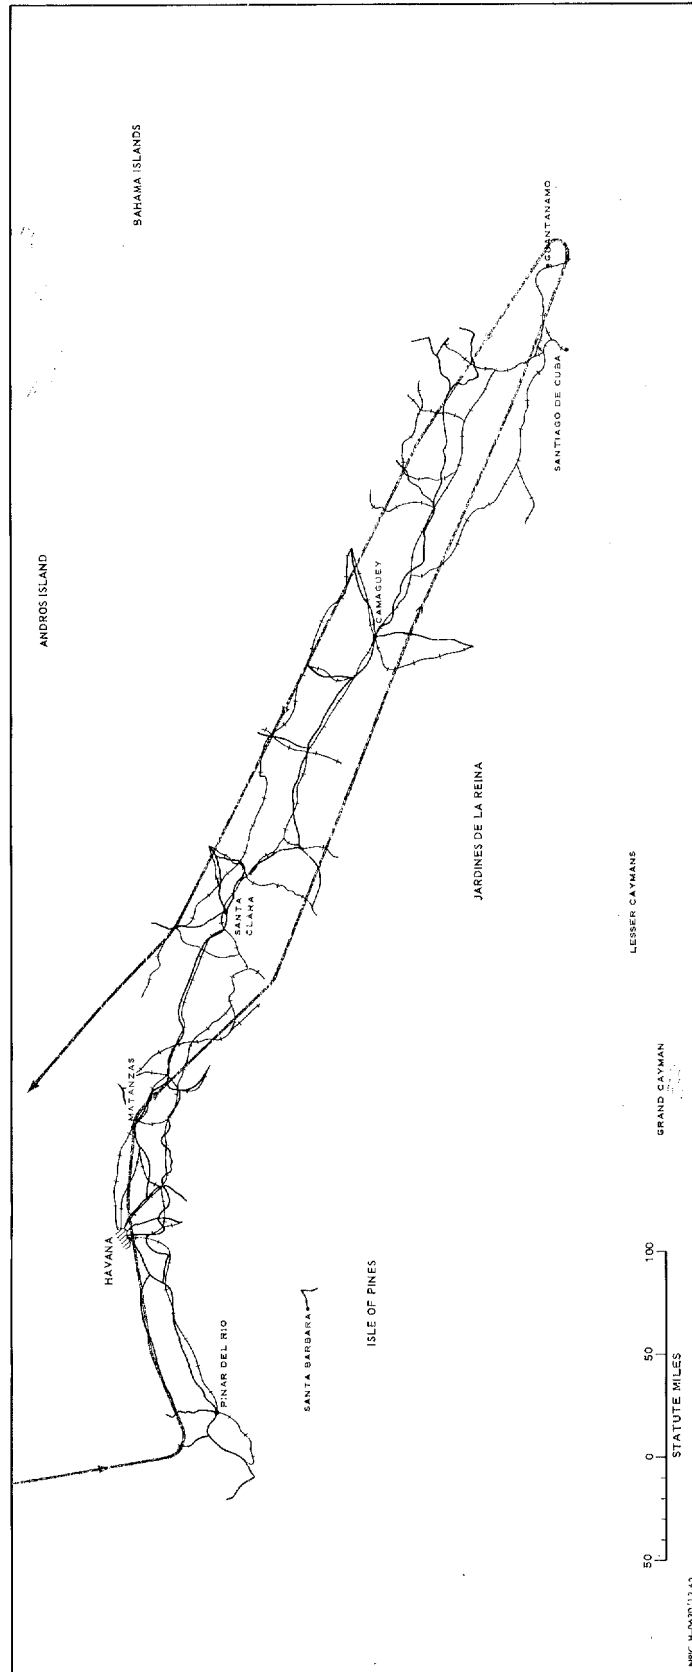 BAHAMA ISLANDS
ANDROS ISLAND
GUANTANAMO
SANTIAGO DE CUBA
CAMAGUEY
JARDINES DE LA REINA
SANTA
CLARA
LESSER CAYMANS
GRAND CAYMAN
MATANZAS
HAVANA
PINAR DEL RIO
SANTA BARBARA
ISLE OF PINES
50 0 50 100
STATUTE MILES